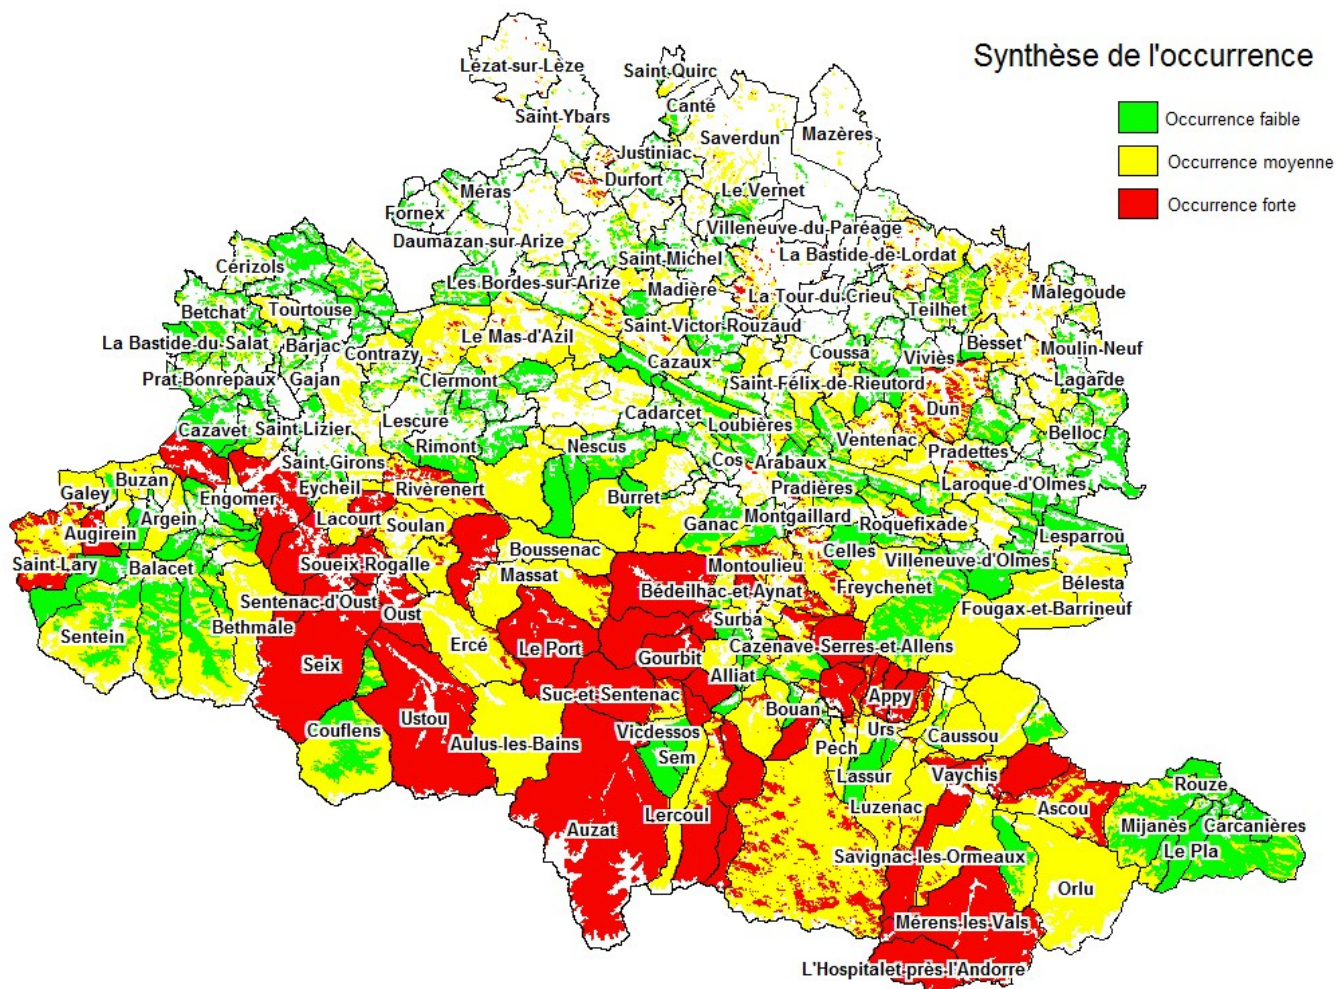 Synthèse de l'occurrence
Occurrence faible
Occurrence moyenne
Occurrence forte
Lézat-sur-Lèze
Saint-Quirc
Canté
Saint-Ybars
Saverdun
Mazères
Justiniac
Durfort
Méras
Le Vernet
Fornex
Villeneuve-du-Paréage
Daumazan-sur-Arize
Saint-Michel
La Bastide-de-Lordat
Cérizols
Les Bordes-sur-Arize
Madière
La Tour-du-Crieu
Malegoude
Betchat
Tourtouse
Teilhet
Saint-Victor-Rouzaud
Le Mas-d'Azil
La Bastide-du-Salat
Barjac
Contrazy
Cazaux
Coussa
Viviès
Besset
Moulin-Neuf
Prat-Bonrepaux
Gajan
Clermont
Saint-Félix-de-Rieutord
Lagarde
Dun
Cazavet
Saint-Lizier
Lescure
Cadarcet
Loubières
Rimont
Nescus
Ventenac
Belloc
Pradettes
Saint-Girons
Cos
Arabaux
Buzan
Galey
Engomer
Eycheil
Rivèrenert
Pradières
Laroque-d'Olmes
Burret
Argein
Lacourt
Soulan
Ganac
Montgaillard
Roquefixade
Augirein
Lesparrou
Saint-Lary
Balacet
Soueix-Rogalle
Boussenac
Massat
Montoulieu
Celles
Villeneuve-d'Olmes
Bédeilhac-et-Aynat
Freychenet
Bélesta
Sentenac-d'Oust
Oust
Fougax-et-Barrineuf
Sentein
Bethmale
Surba
Ercé
Le Port
Gourbit
Cazenave-Serres-et-Allens
Seix
Alliat
Suc-et-Sentenac
Appy
Bouan
Ustou
Couflens
Vicdessos
Urs
Caussou
Aulus-les-Bains
Sem
Pech
Lassur
Vaychis
Rouze
Lercoul
Luzenac
Ascou
Auzat
Mijanès
Carcanières
Le Pla
Savignac-les-Ormeaux
Orlu
Mérens-les-Vals
L'Hospitalet-près-l'Andorre